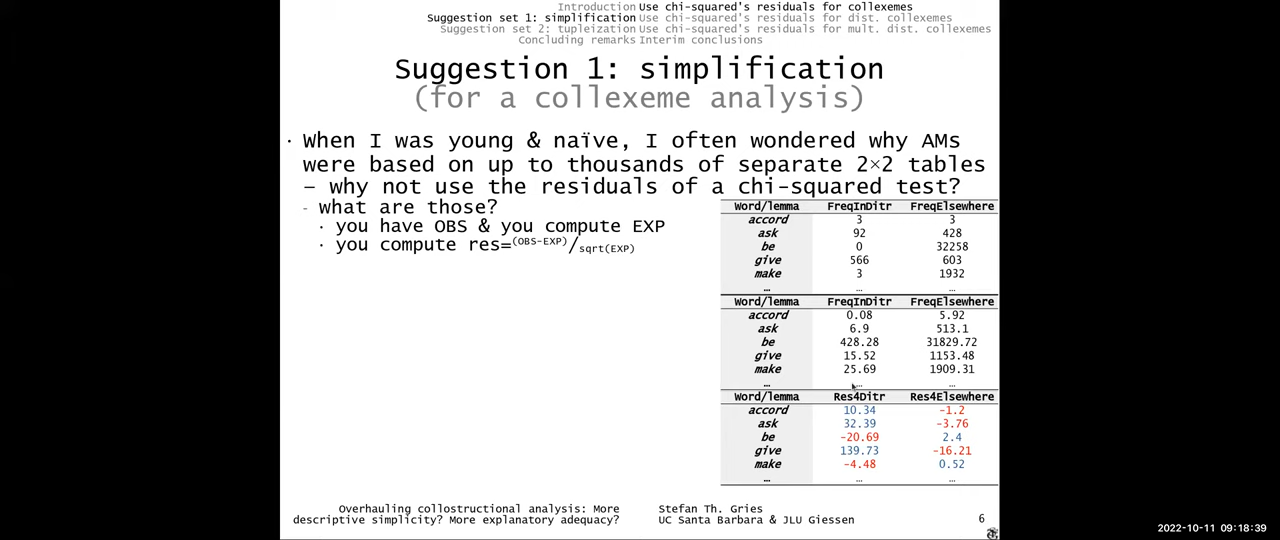 Introduction Use chi-squared's residuals for collexemes
Suggestion set 1: simplification Use chi-squared's residuals for dist. collexemes
Suggestion set 2: tupleization Use chi-squared's residuals for mult. dist. collexemes
Concluding remarks Interim conclusions
Suggestion 1: simplification
(for a collexeme analysis)
· When I was young & naïve, I often wondered why AMs
were based on up to thousands of separate 2×2 tables
– why not use the residuals of a chi-squared test?
- what are those?
· you have OBS & you compute EXP
· you compute res=(OBS-EXP)/sqrt(EXP)
Word/lemma FreqInDitr FreqElsewhere
accord 3 3
ask 92 428
be 0 32258
give 566 603
make 3 1932
… … …
Word/lemma FreqInDitr FreqElsewhere
accord 0.08 5.92
ask 6.9 513.1
be 428.28 31829.72
give 15.52 1153.48
make 25.69 1909.31
… … …
Word/lemma Res4Ditr Res4Elsewhere
accord 10.34 -1.2
ask 32.39 -3.76
be -20.69 2.4
give 139.73 -16.21
make -4.48 0.52
… … …
Overhauling collostructional analysis: More
descriptive simplicity? More explanatory adequacy?
Stefan Th. Gries
UC Santa Barbara & JLU Giessen
6
2022-10-11 09:18:39